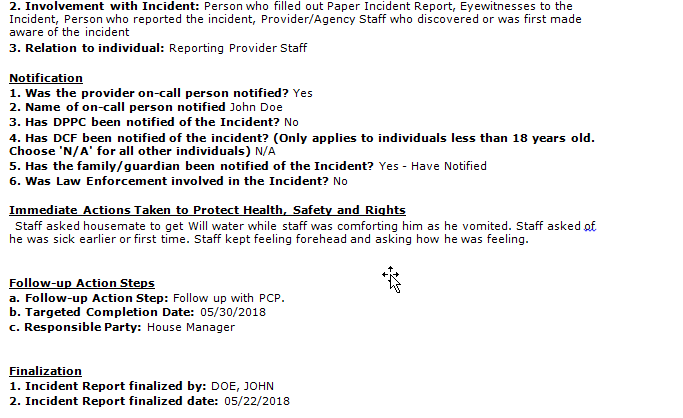 2. Involvement with Incident: Person who filled out Paper Incident Report, Eyewitnesses to the
Incident, Person who reported the incident, Provider/Agency Staff who discovered or was first made
aware of the incident
3. Relation to individual: Reporting Provider Staff
Notification
1. Was the provider on-call person notified? Yes
2. Name of on-call person notified John Doe
3. Has DPPC been notified of the Incident? No
4. Has DCF been notified of the incident? (Only applies to individuals less than 18 years old.
Choose 'N/A' for all other individuals) N/A
5. Has the family/guardian been notified of the Incident? Yes - Have Notified
6. Was Law Enforcement involved in the Incident? No
Immediate Actions Taken to Protect Health, Safety and Rights
Staff asked housemate to get Will water while staff was comforting him as he vomited. Staff asked of
he was sick earlier or first time. Staff kept feeling forehead and asking how he was feeling.
Follow-up Action Steps
a. Follow-up Action Step: Follow up with PCP.
b. Targeted Completion Date: 05/30/2018
c. Responsible Party: House Manager
Finalization
1. Incident Report finalized by: DOE, JOHN
2. Incident Report finalized date: 05/22/2018